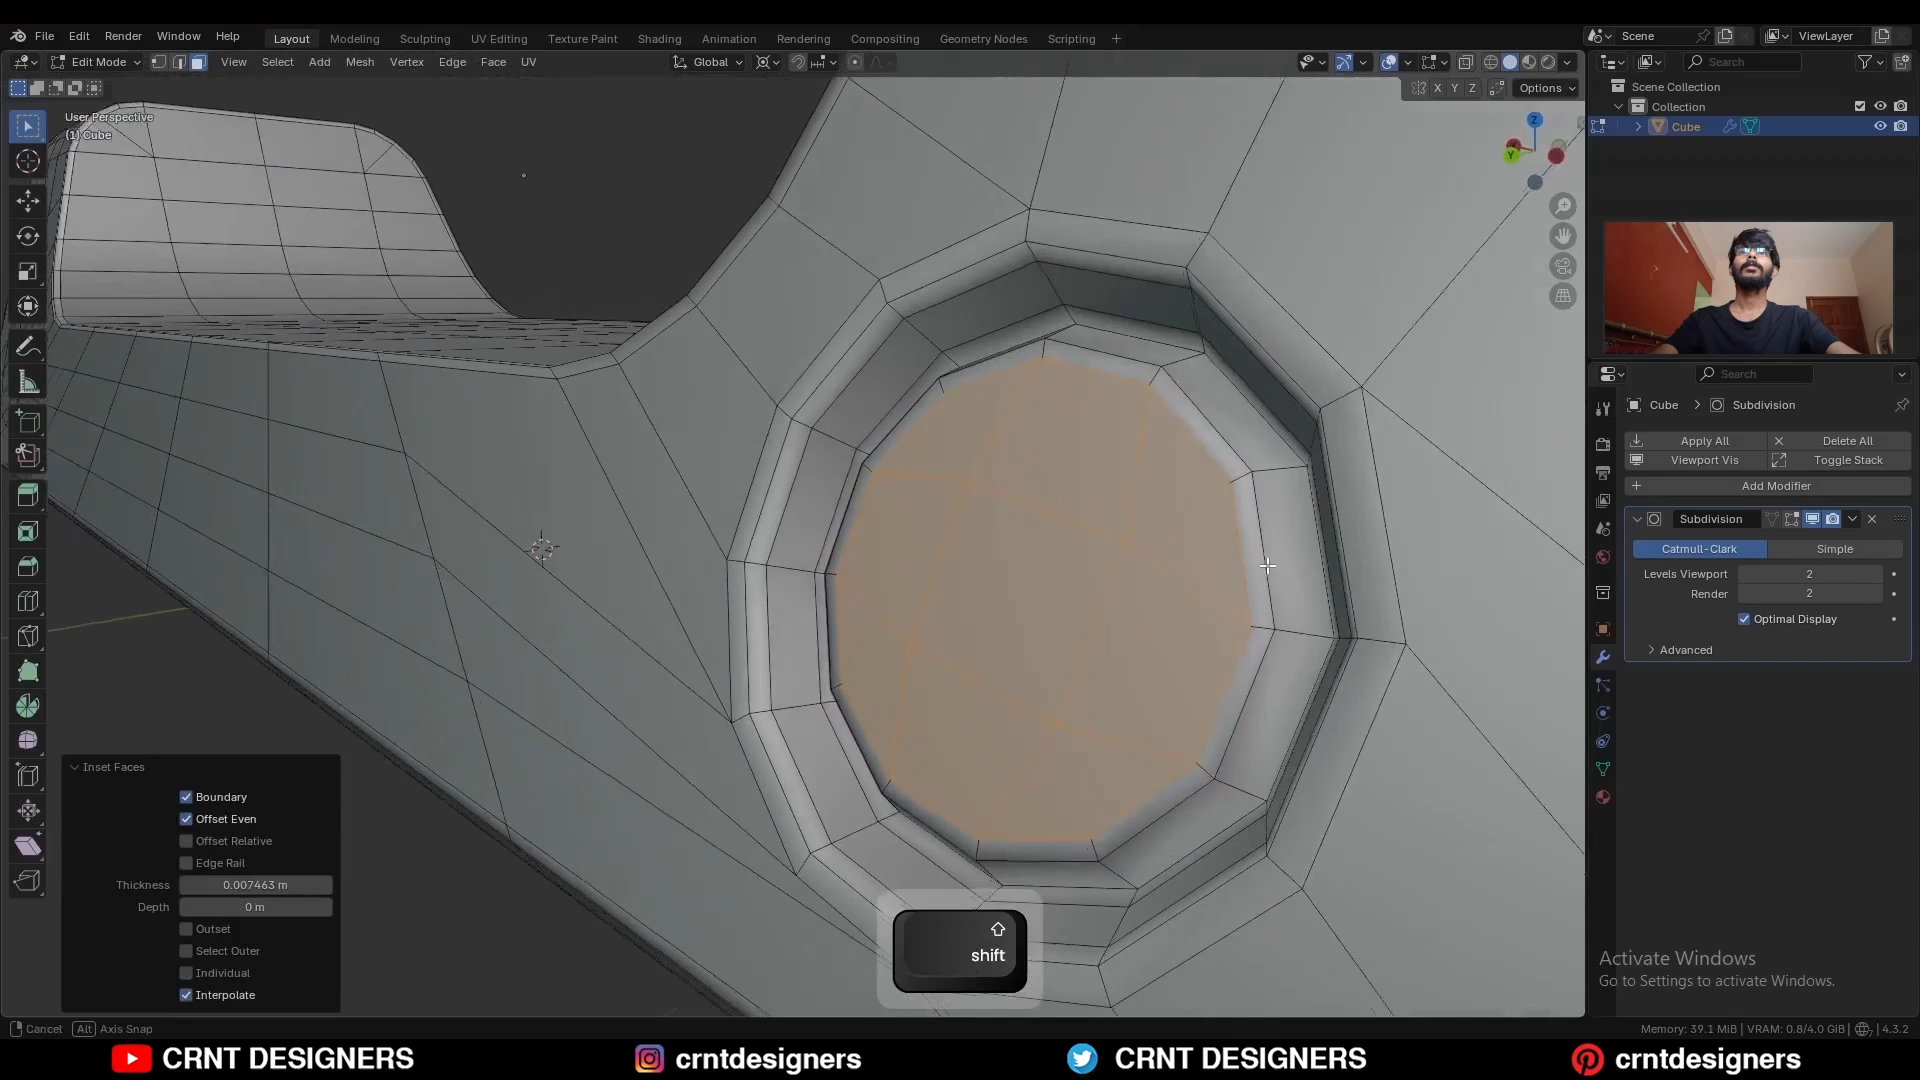 File Edit Render Window Help Layout Modeling Sculpting UV Editing Texture Paint Shading Animation Rendering Compositing Geometry Nodes Scripting + Scene ViewLayer
Edit Mode View Select Add Mesh Vertex Edge Face UV Global Search
X Y Z Options
User Perspective
(1) Cube
Z
Y
Scene Collection
Collection
Cube
Search
Cube > Subdivision
Apply All Delete All
Viewport Vis Toggle Stack
Add Modifier
Subdivision
Catmull-Clark Simple
Levels Viewport 2
Render 2
Optimal Display
Advanced
Inset Faces
Boundary
Offset Even
Offset Relative
Edge Rail
Thickness 0.007463 m
Depth 0 m
Outset
Select Outer
Individual
Interpolate
shift
Activate Windows
Go to Settings to activate Windows.
Cancel Alt Axis Snap Memory: 39.1 MiB | VRAM: 0.8/4.0 GiB | 4.3.2
CRNT DESIGNERS crntdesigners CRNT DESIGNERS crntdesigners